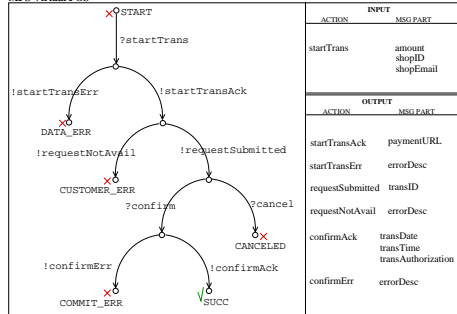 START
?startTrans
!startTransErr
!startTransAck
DATA_ERR
!requestNotAvail
!requestSubmitted
CUSTOMER_ERR
?confirm
?cancel
CANCELED
!confirmErr
!confirmAck
COMMIT_ERR
SUCC
INPUT
ACTION MSG PART
startTrans amount
shopID
shopEmail
OUTPUT
ACTION MSG PART
startTransAck paymentURL
startTransErr errorDesc
requestSubmitted transID
requestNotAvail errorDesc
confirmAck transDate
transTime
transAuthorization
confirmErr errorDesc